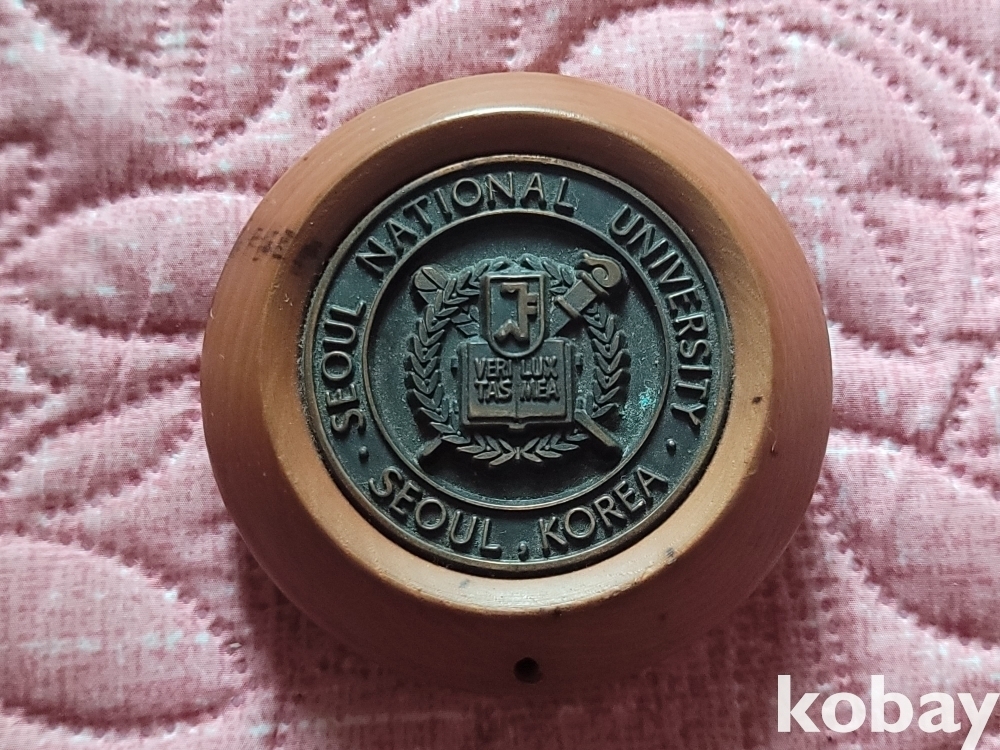 SEOUL NATIONAL UNIVERSITY
VERI LUX
TAS MEA
· SEOUL, KOREA ·
kobay